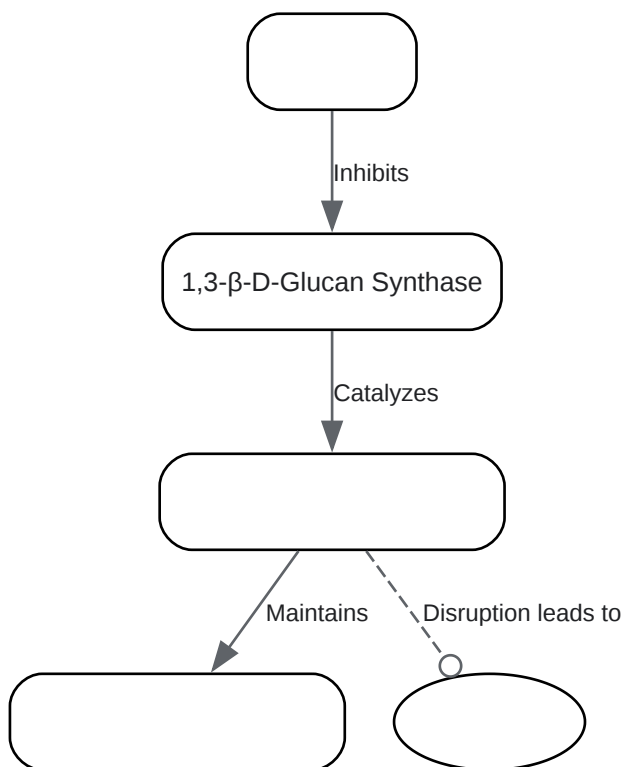 Inhibits
1,3-β-D-Glucan Synthase
Catalyzes
Maintains
Disruption leads to